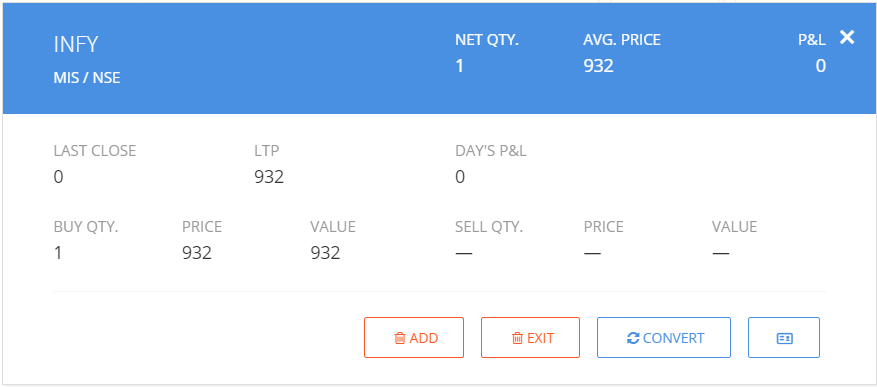 INFY
MIS / NSE
NET QTY.
1
AVG. PRICE
932
P&L
0
LAST CLOSE
0
LTP
932
DAY'S P&L
0
BUY QTY.
1
PRICE
932
VALUE
932
SELL QTY.
—
PRICE
—
VALUE
—
ADD
EXIT
CONVERT